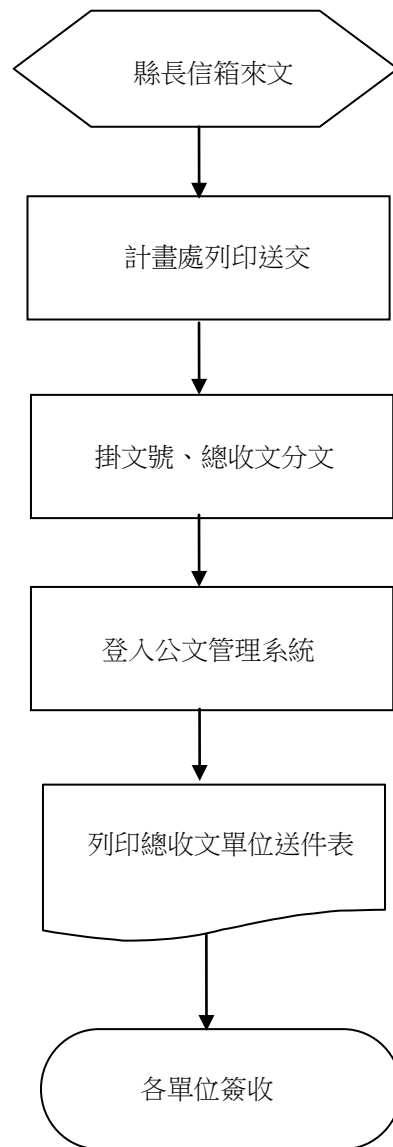 縣長信箱來文
計畫處列印送交
掛文號、總收文分文
登入公文管理系統
列印總收文單位送件表
各單位簽收